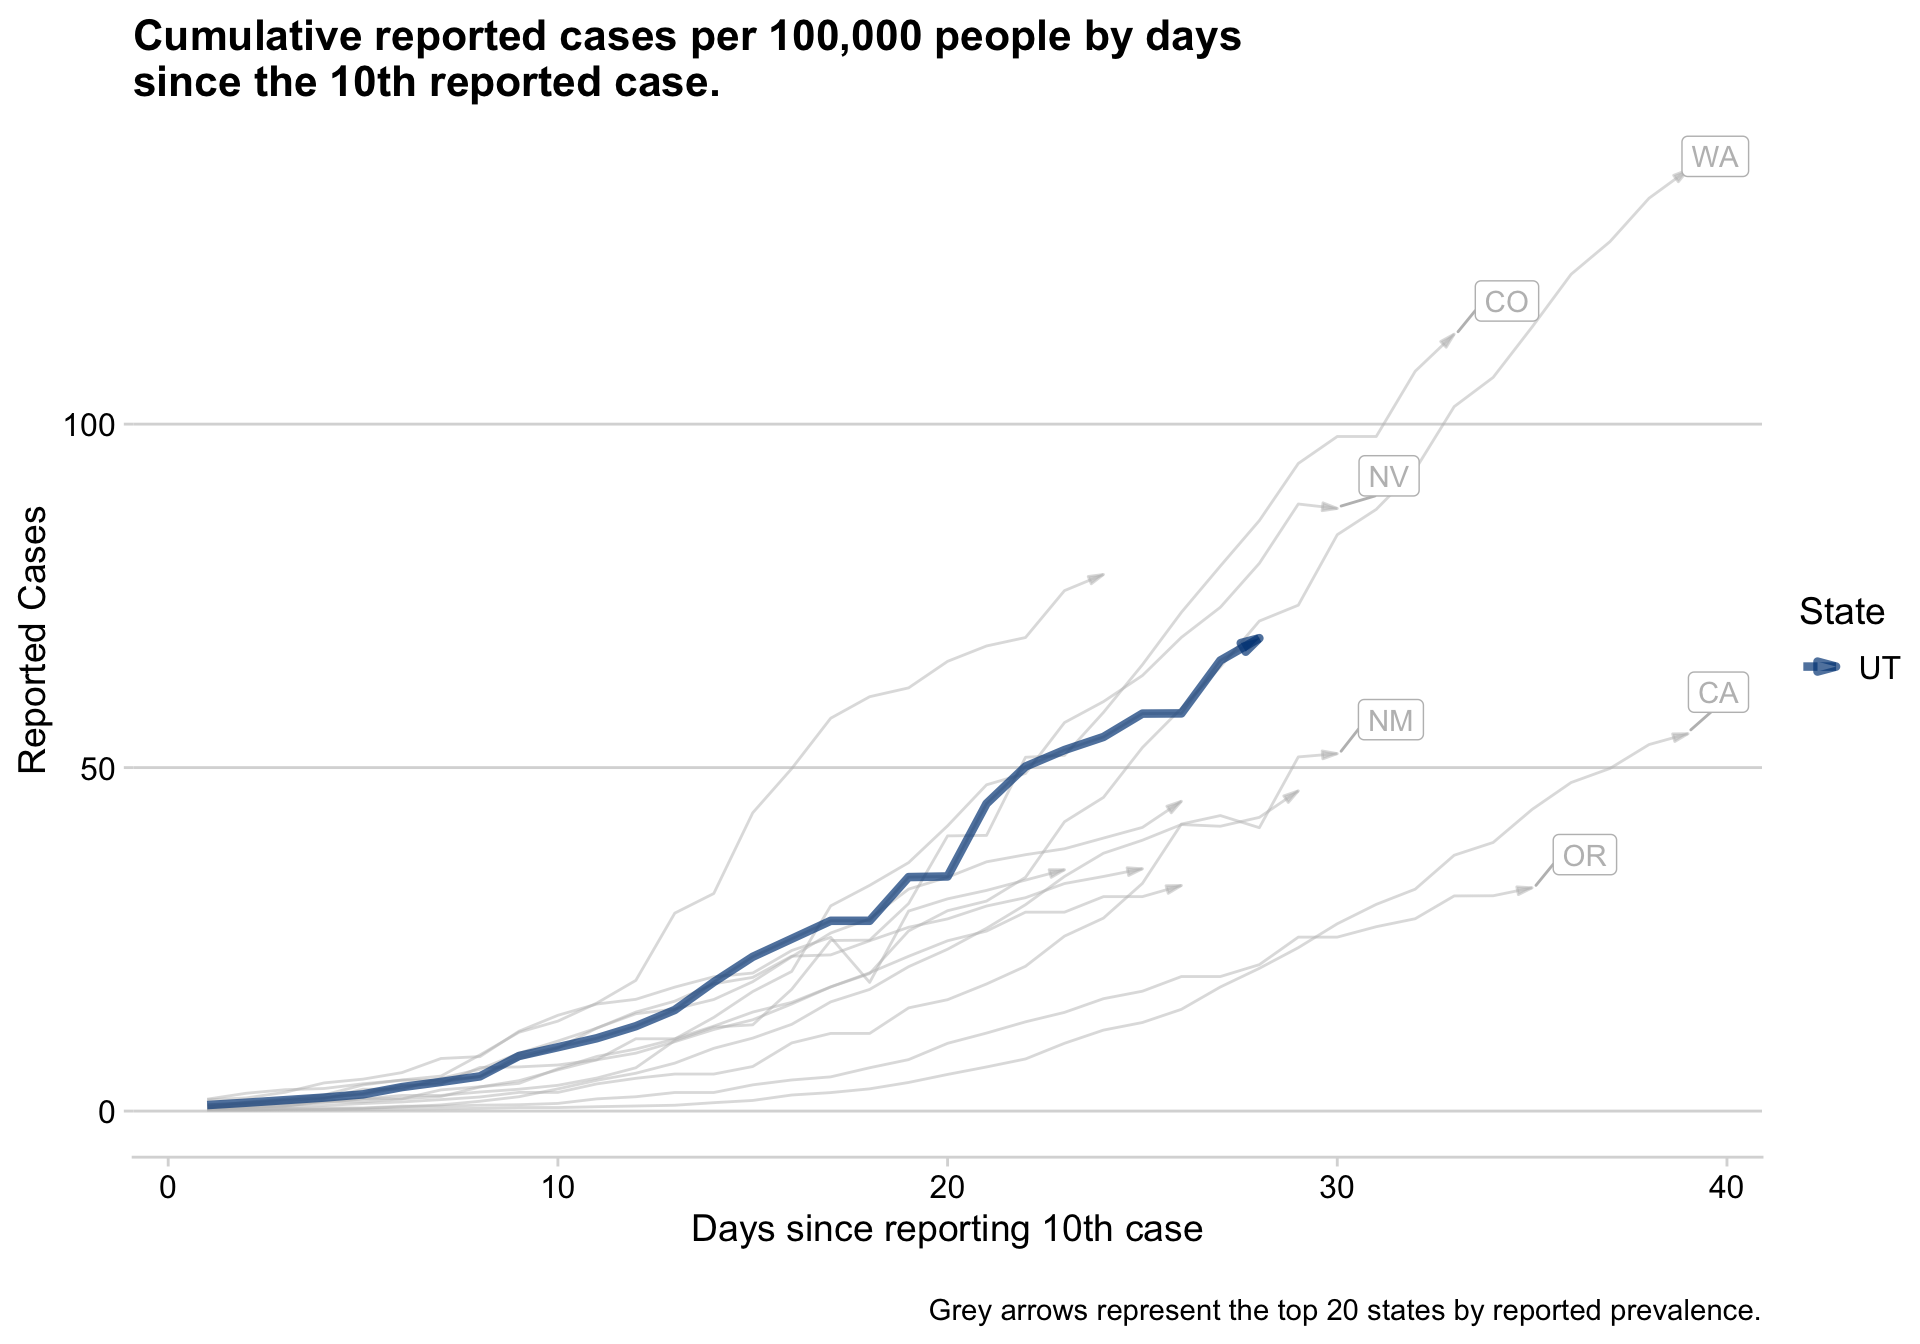 Cumulative reported cases per 100,000 people by days
since the 10th reported case.
WA
CO
100
NV
Reported Cases
State
UT
CA
NM
50
OR
0
0 10 20 30 40
Days since reporting 10th case
Grey arrows represent the top 20 states by reported prevalence.